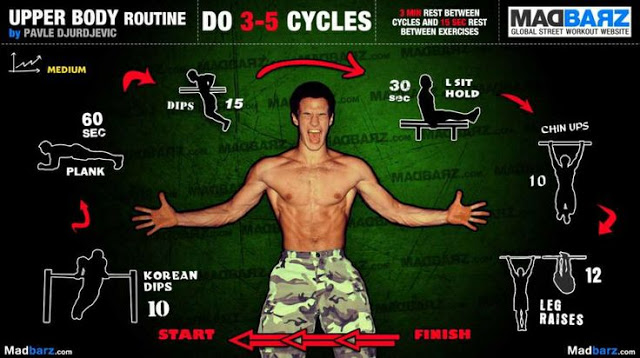 UPPER BODY ROUTINE
by PAVLE DJURDJEVIC
DO 3-5 CYCLES
3 MIN REST BETWEEN
CYCLES AND 15 SEC REST
BETWEEN EXERCISES
MADBARZ
GLOBAL STREET WORKOUT WEBSITE
MEDIUM
DIPS 15
30
SEC
L SIT
HOLD
60
SEC
PLANK
CHIN UPS
10
KOREAN
DIPS
10
12
LEG
RAISES
START
FINISH
Madbarz.com
Madbarz.com